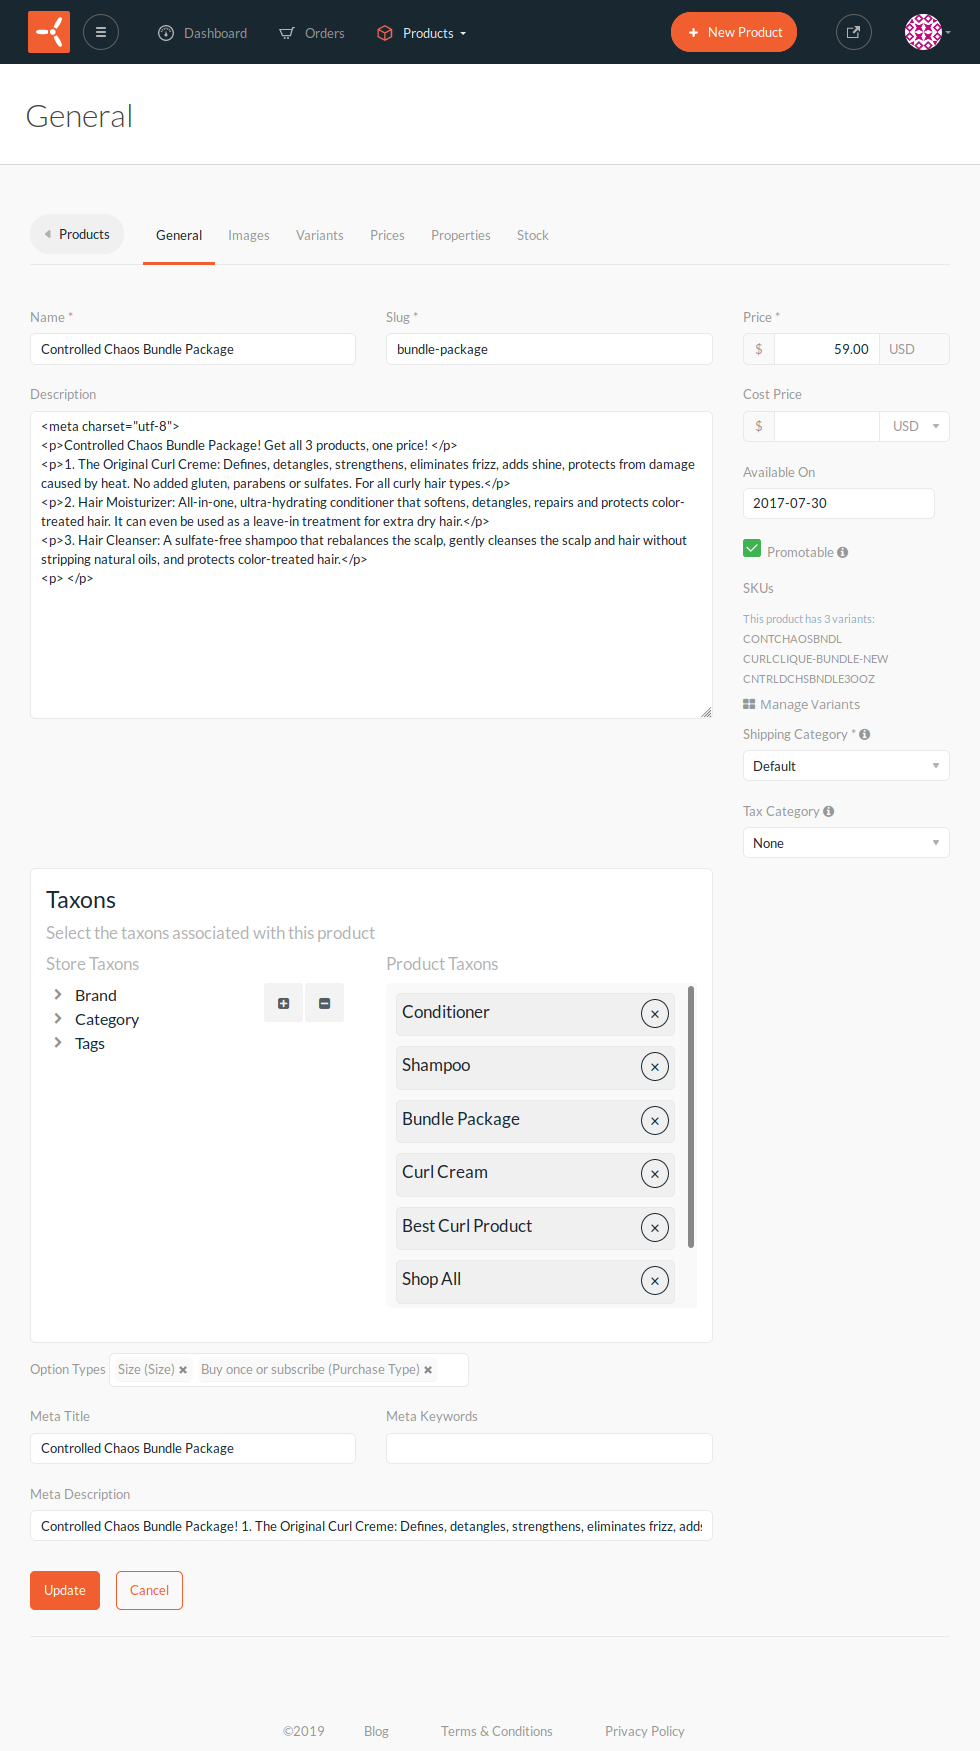 Dashboard Orders Products New Product
General
Products General Images Variants Prices Properties Stock
Name * Slug * Price *
Controlled Chaos Bundle Package bundle-package $ 59.00 USD
Description Cost Price
$ USD
<meta charset="utf-8">
<p>Controlled Chaos Bundle Package! Get all 3 products, one price! </p>
<p>1. The Original Curl Creme: Defines, detangles, strengthens, eliminates frizz, adds shine, protects from damage
caused by heat. No added gluten, parabens or sulfates. For all curly hair types.</p>
<p>2. Hair Moisturizer: All-in-one, ultra-hydrating conditioner that softens, detangles, repairs and protects color-
treated hair. It can even be used as a leave-in treatment for extra dry hair.</p>
<p>3. Hair Cleanser: A sulfate-free shampoo that rebalances the scalp, gently cleanses the scalp and hair without
stripping natural oils, and protects color-treated hair.</p>
<p> </p>
Available On
2017-07-30
Promotable
SKUs
This product has 3 variants:
CONTCHAOSBNDL
CURLCLIQUE-BUNDLE-NEW
CNTRLDCHSBNDLE3OOZ
Manage Variants
Shipping Category *
Default
Tax Category
None
Taxons
Select the taxons associated with this product
Store Taxons
Brand
Category
Tags
Product Taxons
Conditioner
Shampoo
Bundle Package
Curl Cream
Best Curl Product
Shop All
Option Types Size (Size) Buy once or subscribe (Purchase Type)
Meta Title Meta Keywords
Controlled Chaos Bundle Package
Meta Description
Controlled Chaos Bundle Package! 1. The Original Curl Creme: Defines, detangles, strengthens, eliminates frizz, adds
Update Cancel
©2019 Blog Terms & Conditions Privacy Policy